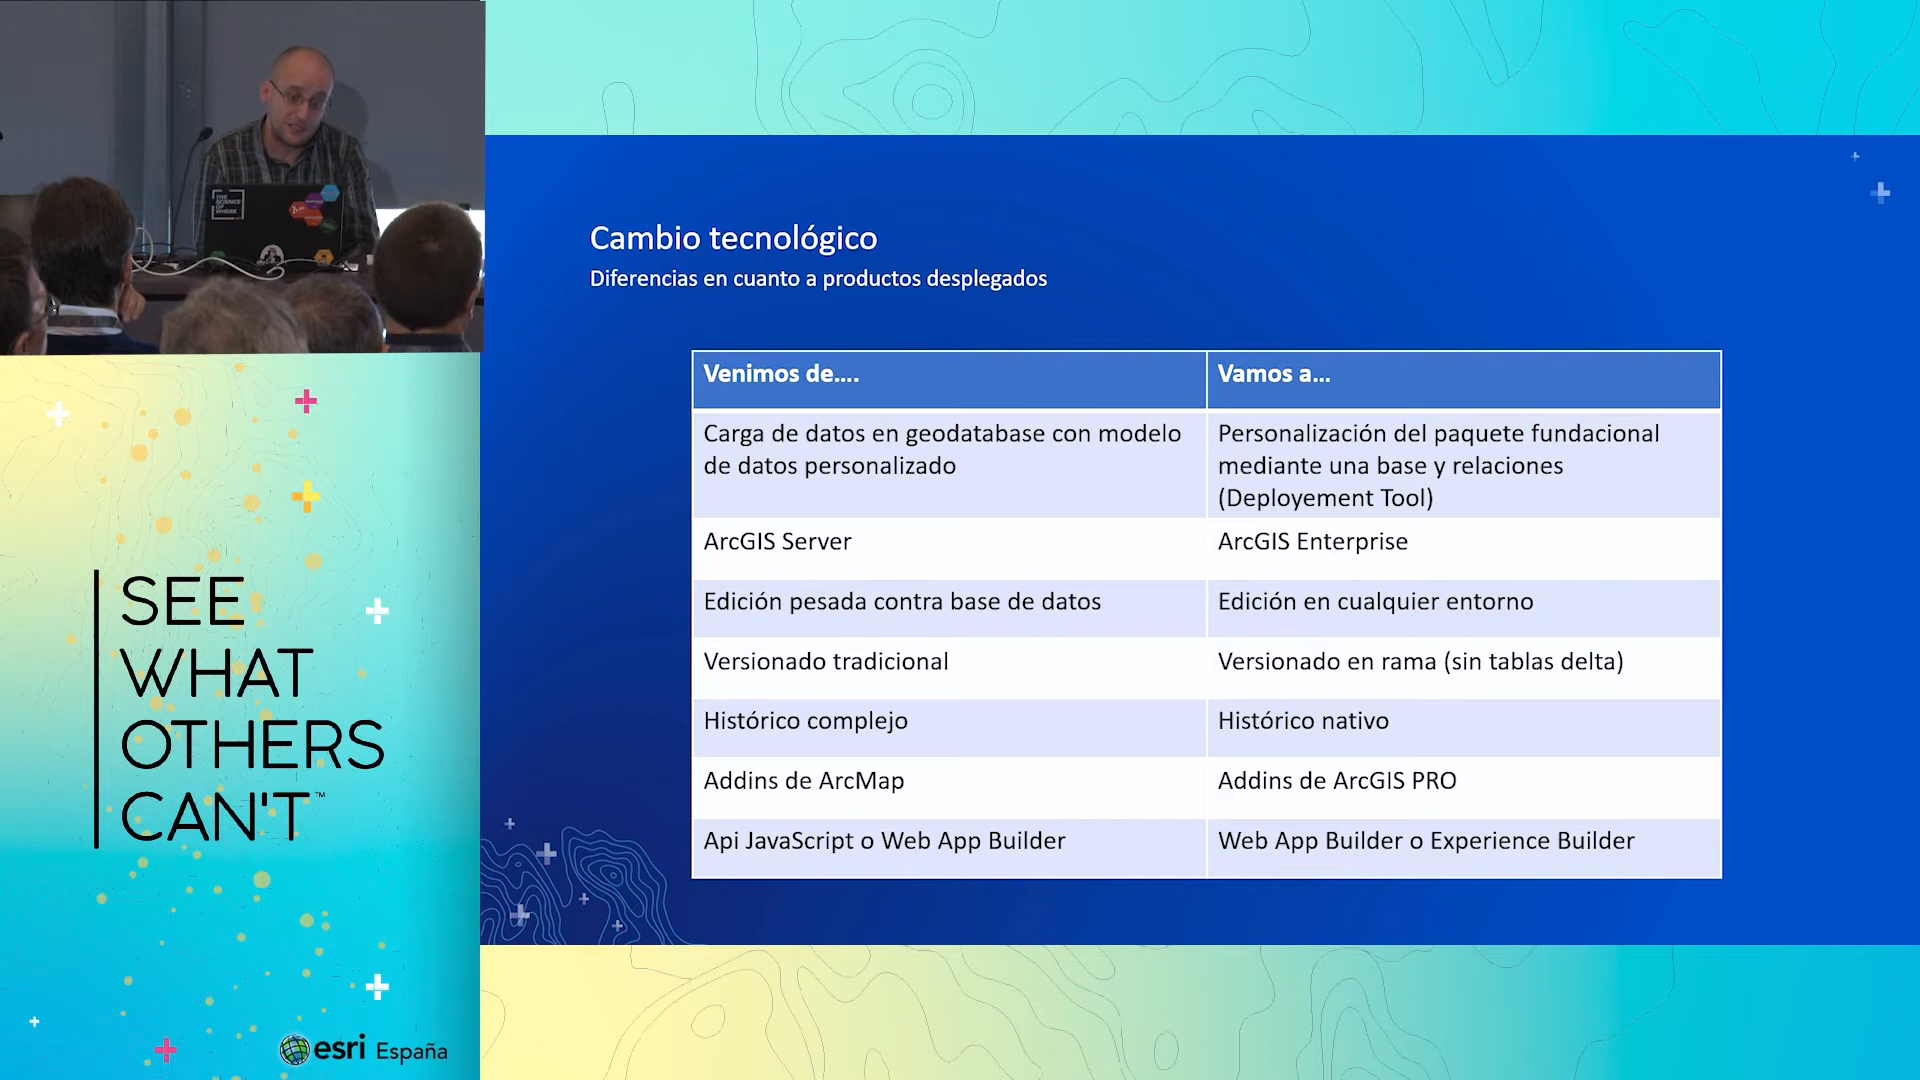 THE
SCIENCE
OF
WHERE
SEE
WHAT
OTHERS
CAN'T™
esri España
Cambio tecnológico
Diferencias en cuanto a productos desplegados
Venimos de....
Vamos a...
Carga de datos en geodatabase con modelo
de datos personalizado
Personalización del paquete fundacional
mediante una base y relaciones
(Deployement Tool)
ArcGIS Server
ArcGIS Enterprise
Edición pesada contra base de datos
Edición en cualquier entorno
Versionado tradicional
Versionado en rama (sin tablas delta)
Histórico complejo
Histórico nativo
Addins de ArcMap
Addins de ArcGIS PRO
Api JavaScript o Web App Builder
Web App Builder o Experience Builder